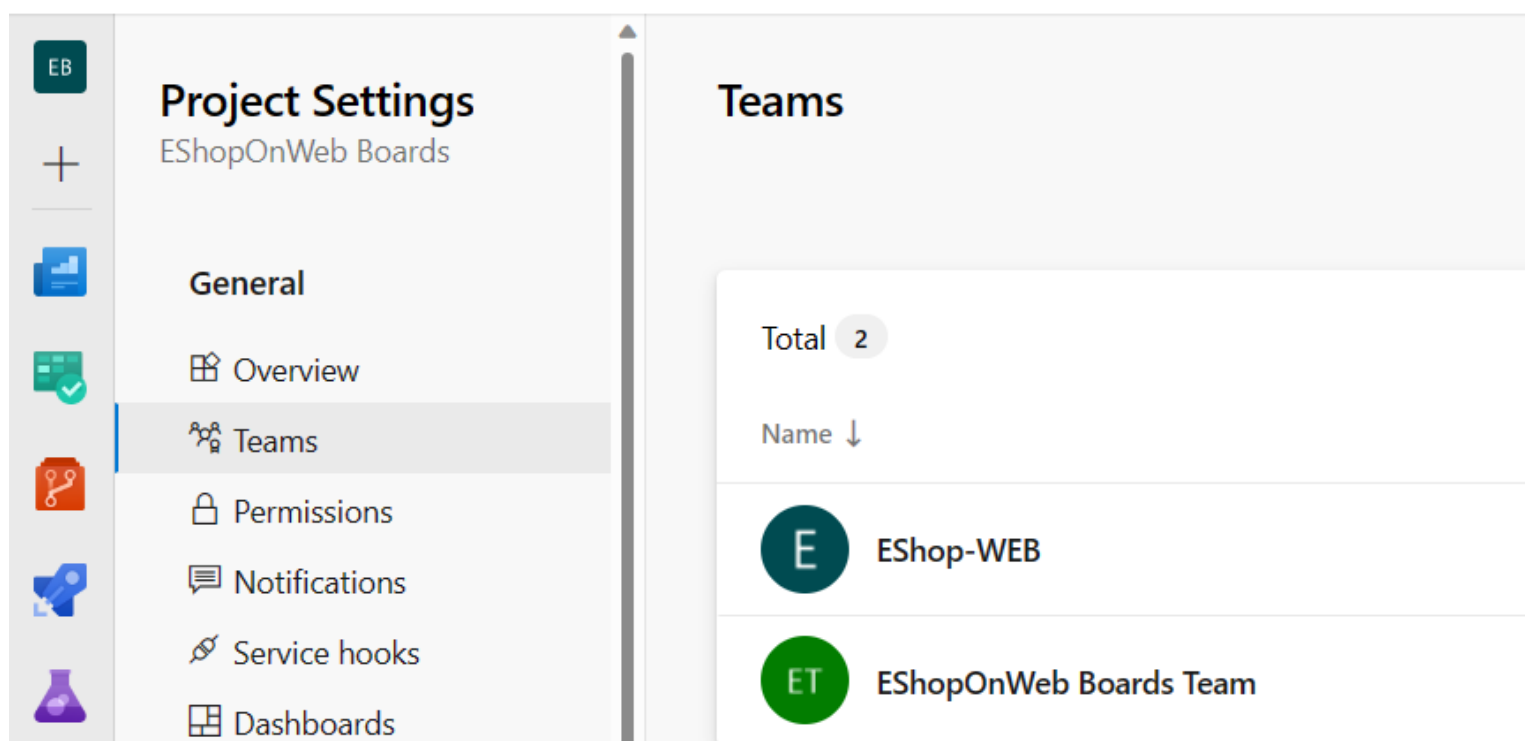 EB
Project Settings
EShopOnWeb Boards
General
Overview
Teams
Permissions
Notifications
Service hooks
Dashboards
Teams
Total 2
Name ↓
E EShop-WEB
ET EShopOnWeb Boards Team